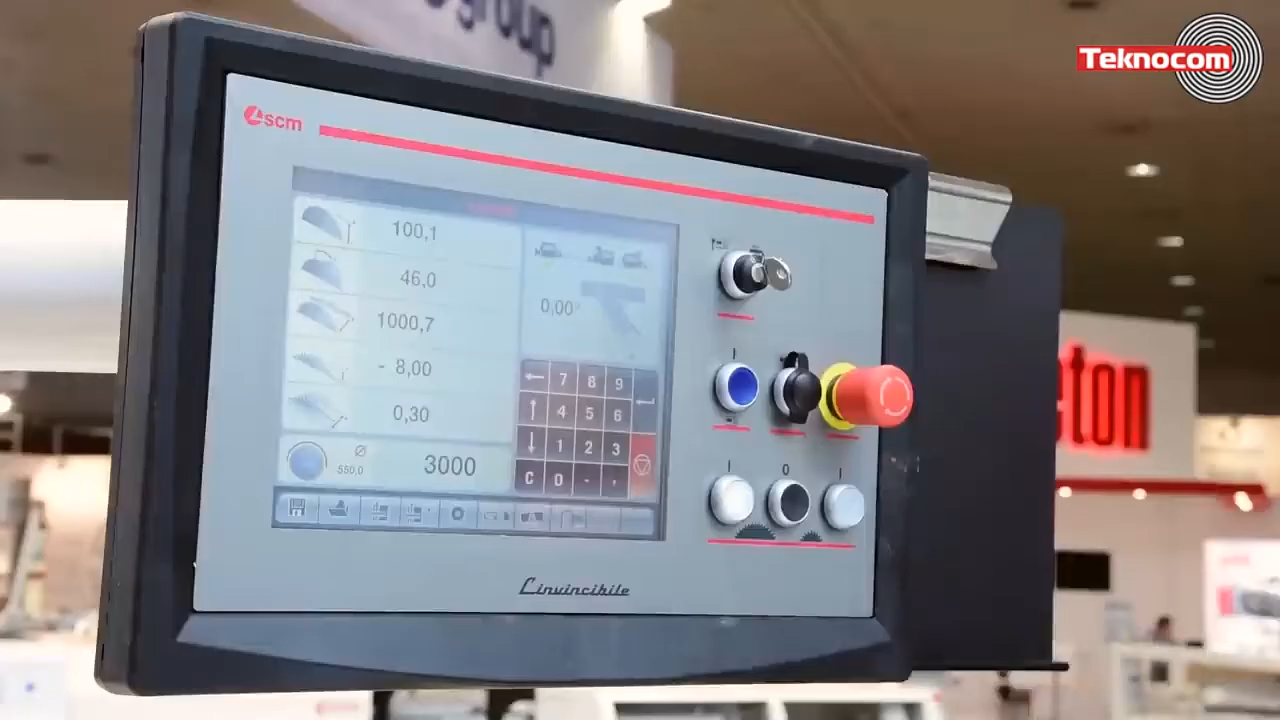 group
Teknocom
scm
100,1
46,0
1000,7
- 8,00
0,30
Ø
550,0
3000
0,00°
← 7 8 9
↑ 4 5 6
↓ 1 2 3
C 0 - ,
I
I 0 I
L'invincibile
ton